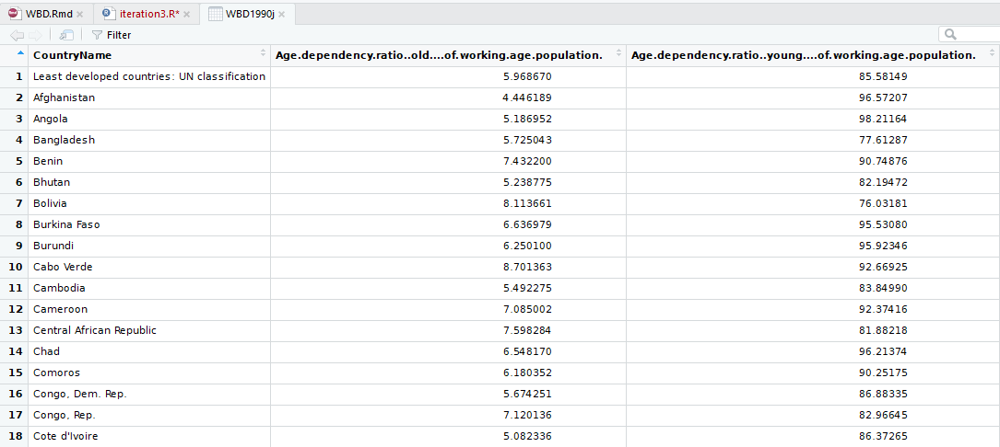 WBD.Rmd iteration3.R* WBD1990j
Filter
CountryName Age.dependency.ratio..old....of.working.age.population. Age.dependency.ratio..young....of.working.age.population.
1 Least developed countries: UN classification 5.968670 85.58149
2 Afghanistan 4.446189 96.57207
3 Angola 5.186952 98.21164
4 Bangladesh 5.725043 77.61287
5 Benin 7.432200 90.74876
6 Bhutan 5.238775 82.19472
7 Bolivia 8.113661 76.03181
8 Burkina Faso 6.636979 95.53080
9 Burundi 6.250100 95.92346
10 Cabo Verde 8.701363 92.66925
11 Cambodia 5.492275 83.84990
12 Cameroon 7.085002 92.37416
13 Central African Republic 7.598284 81.88218
14 Chad 6.548170 96.21374
15 Comoros 6.180352 90.25175
16 Congo, Dem. Rep. 5.674251 86.88335
17 Congo, Rep. 7.120136 82.96645
18 Cote d'Ivoire 5.082336 86.37265